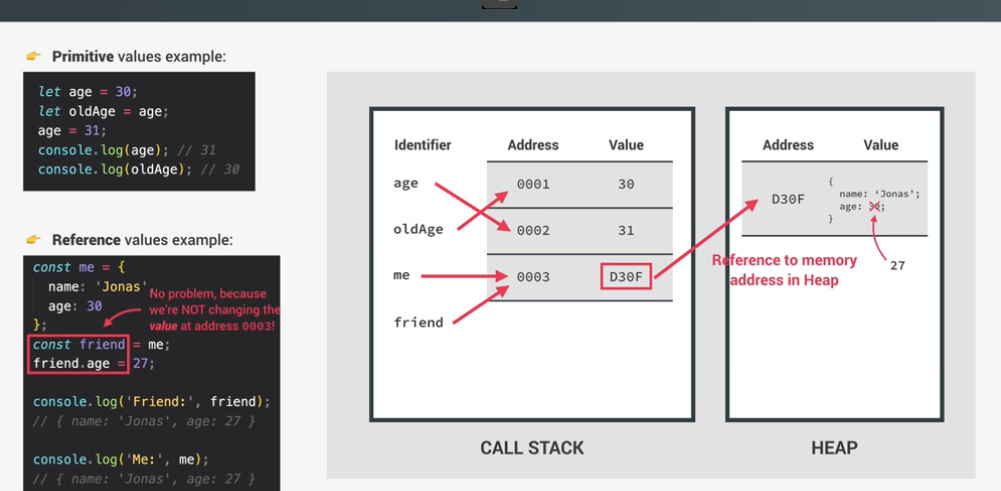 👉 Primitive values example:
let age = 30;
let oldAge = age;
age = 31;
console.log(age); // 31
console.log(oldAge); // 30
👉 Reference values example:
const me = {
name: 'Jonas'
age: 30
};
const friend = me;
friend.age = 27;
console.log('Friend:', friend);
// { name: 'Jonas', age: 27 }
console.log('Me:', me);
// { name: 'Jonas', age: 27 }
No problem, because
we're NOT changing the
value at address 0003!
Identifier Address Value
age 0001 30
oldAge 0002 31
me 0003 D30F
friend
CALL STACK
Address Value
D30F
{
name: 'Jonas';
age: 30;
}
27
Reference to memory
address in Heap
HEAP